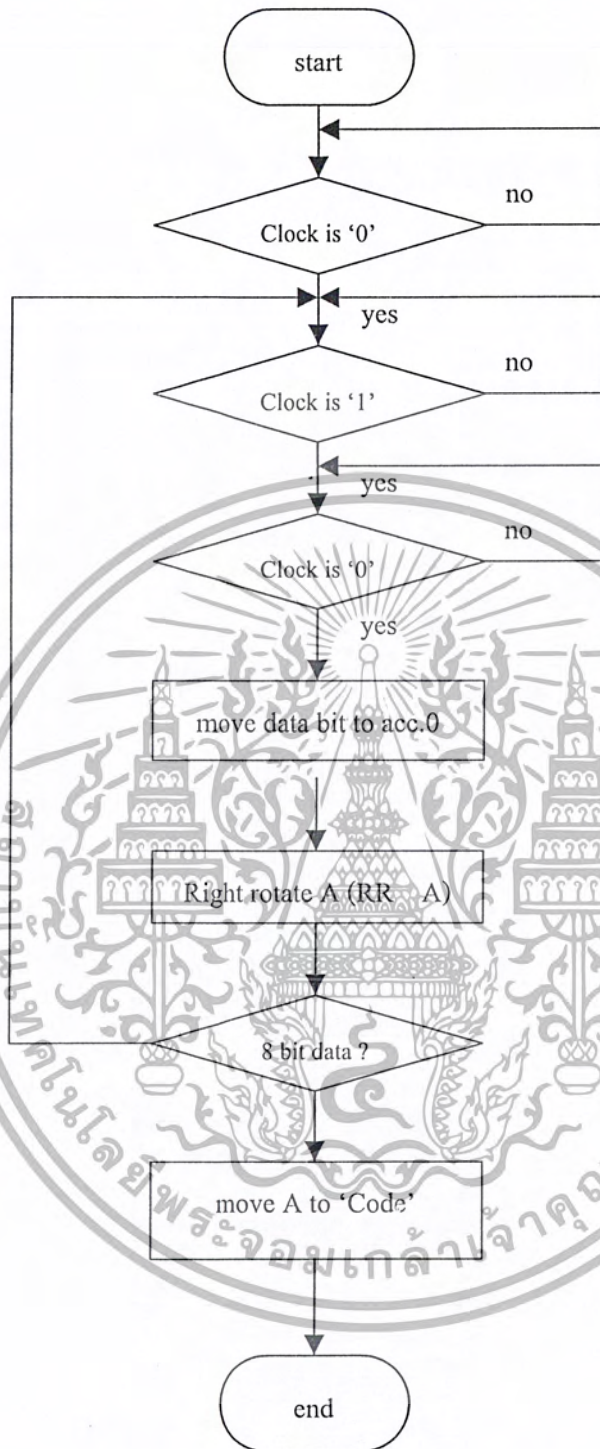 start
no
Clock is ‘0’
yes
no
Clock is ‘1’
yes
no
Clock is ‘0’
yes
move data bit to acc.0
Right rotate A (RR A)
8 bit data ?
move A to ‘Code’
end